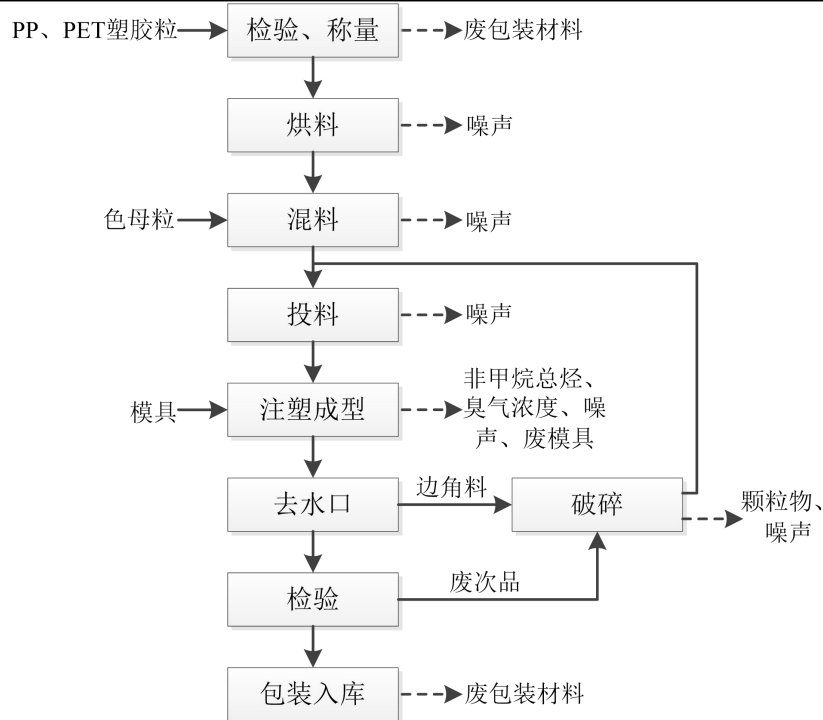 PP、PET塑胶粒
检验、称量
废包装材料
烘料
噪声
色母粒
混料
噪声
投料
噪声
模具
注塑成型
非甲烷总烃、
臭气浓度、噪
声、废模具
去水口
边角料
破碎
颗粒物、
噪声
检验
废次品
包装入库
废包装材料